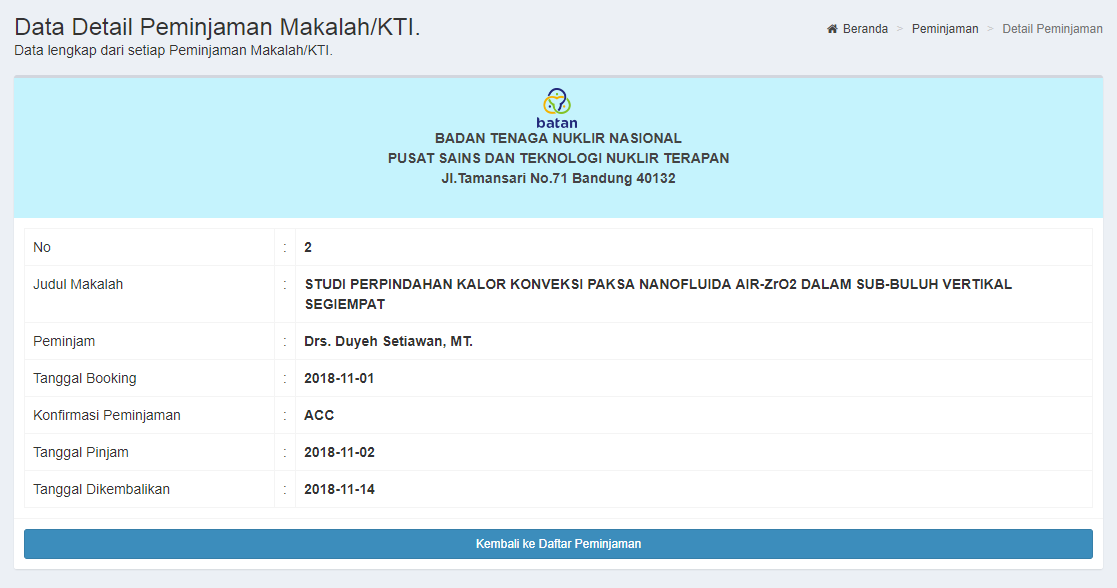 Data Detail Peminjaman Makalah/KTI.
Data lengkap dari setiap Peminjaman Makalah/KTI.
Beranda > Peminjaman > Detail Peminjaman
batan
BADAN TENAGA NUKLIR NASIONAL
PUSAT SAINS DAN TEKNOLOGI NUKLIR TERAPAN
Jl.Tamansari No.71 Bandung 40132
No : 2
Judul Makalah : STUDI PERPINDAHAN KALOR KONVEKSI PAKSA NANOFLUIDA AIR-ZrO2 DALAM SUB-BULUH VERTIKAL
SEGIEMPAT
Peminjam : Drs. Duyeh Setiawan, MT.
Tanggal Booking : 2018-11-01
Konfirmasi Peminjaman : ACC
Tanggal Pinjam : 2018-11-02
Tanggal Dikembalikan : 2018-11-14
Kembali ke Daftar Peminjaman